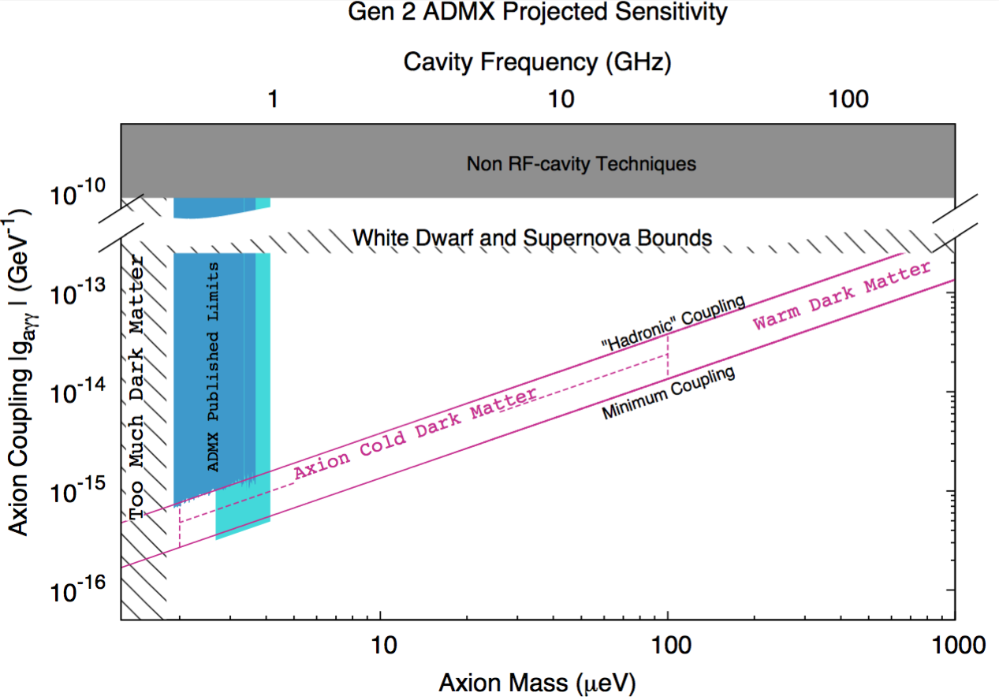 Gen 2 ADMX Projected Sensitivity
Cavity Frequency (GHz)
1 10 100
Non RF-cavity Techniques
10^-10
White Dwarf and Supernova Bounds
10^-13
10^-14
10^-15
10^-16
Axion Coupling |g_aγγ| (GeV^-1)
Too Much Dark Matter
ADMX Published Limits
"Hadronic" Coupling
Warm Dark Matter
Axion Cold Dark Matter
Minimum Coupling
10 100 1000
Axion Mass (μeV)